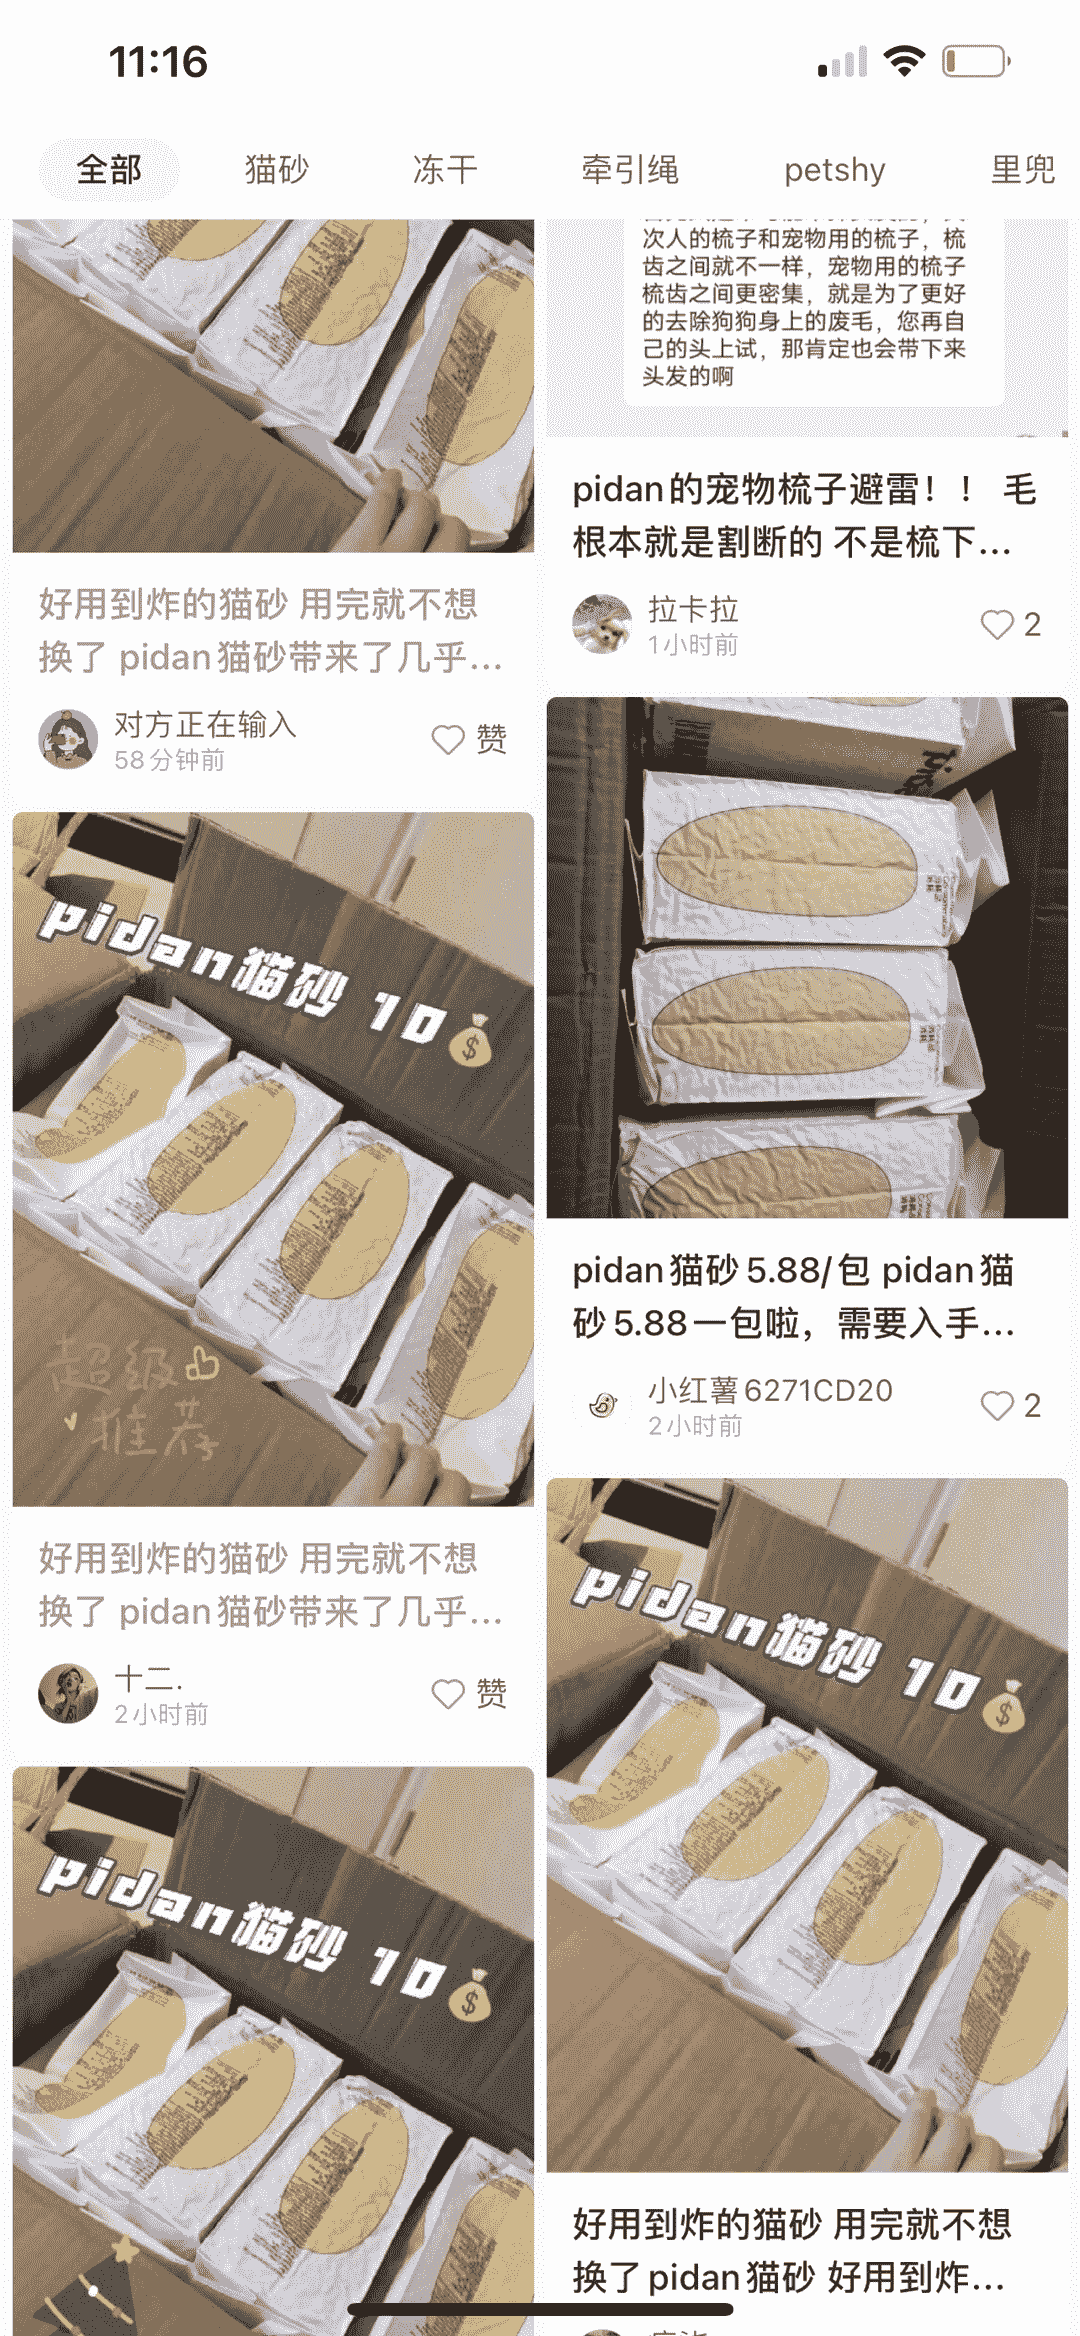 11:16
全部 猫砂 冻干 牵引绳 petshy 里兜
好用到炸的猫砂 用完就不想
换了 pidan猫砂带来了几乎...
对方正在输入
58分钟前
赞
pidan猫砂 10
超级
推荐
好用到炸的猫砂 用完就不想
换了 pidan猫砂带来了几乎...
十二.
2小时前
赞
pidan猫砂 10
次人的梳子和宠物用的梳子，梳
齿之间就不一样，宠物用的梳子
梳齿之间更密集，就是为了更好
的去除狗狗身上的废毛，您再自
己的头上试，那肯定也会带下来
头发的啊
pidan的宠物梳子避雷！！ 毛
根本就是割断的 不是梳下...
拉卡拉
1小时前
2
pidan猫砂5.88/包 pidan猫
砂5.88一包啦，需要入手...
小红薯6271CD20
2小时前
2
pidan猫砂 10
好用到炸的猫砂 用完就不想
换了pidan猫砂 好用到炸...